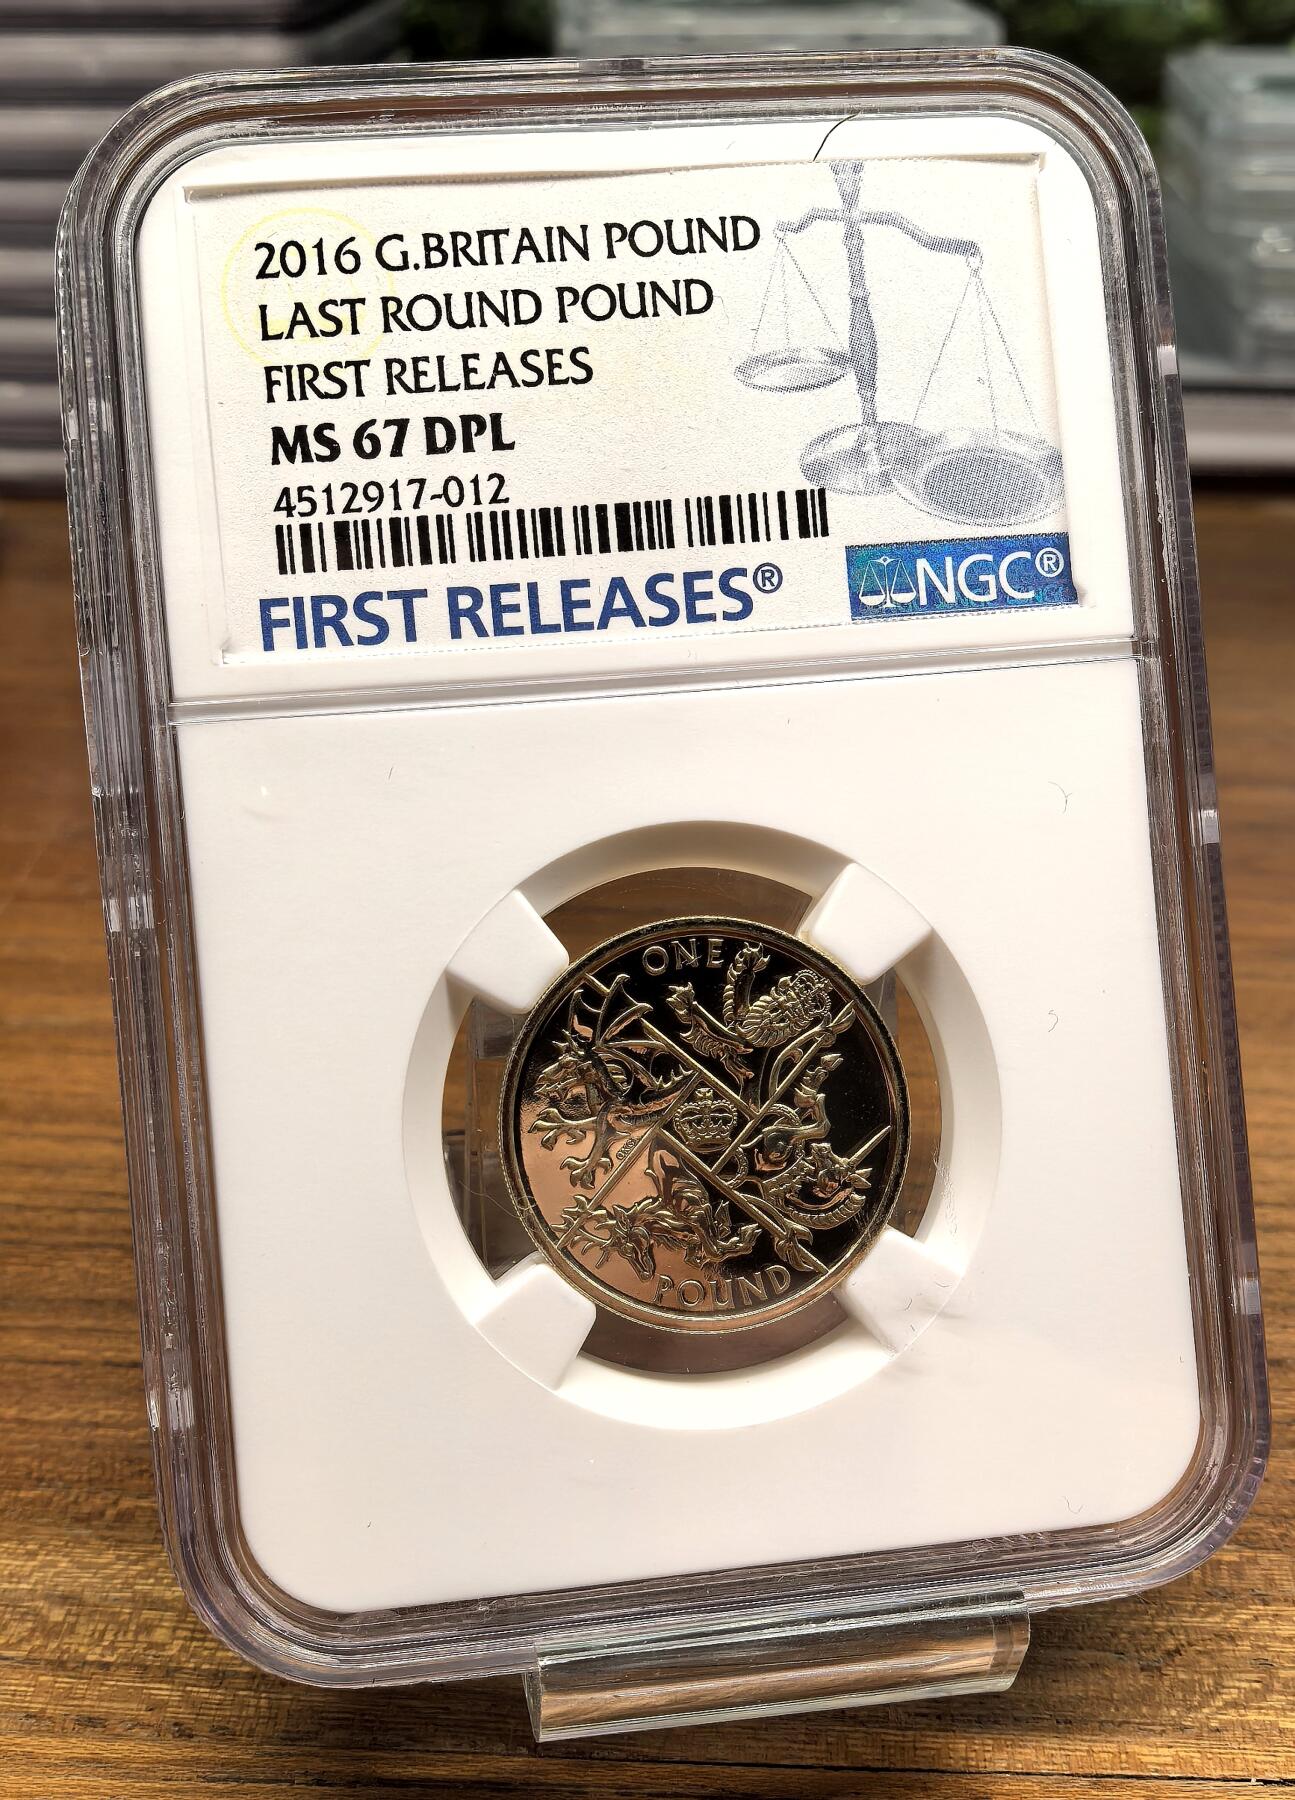 2016 G.BRITAIN POUND
LAST ROUND POUND
FIRST RELEASES
MS 67 DPL
4512917-012
FIRST RELEASES®
NGC®
ONE
POUND